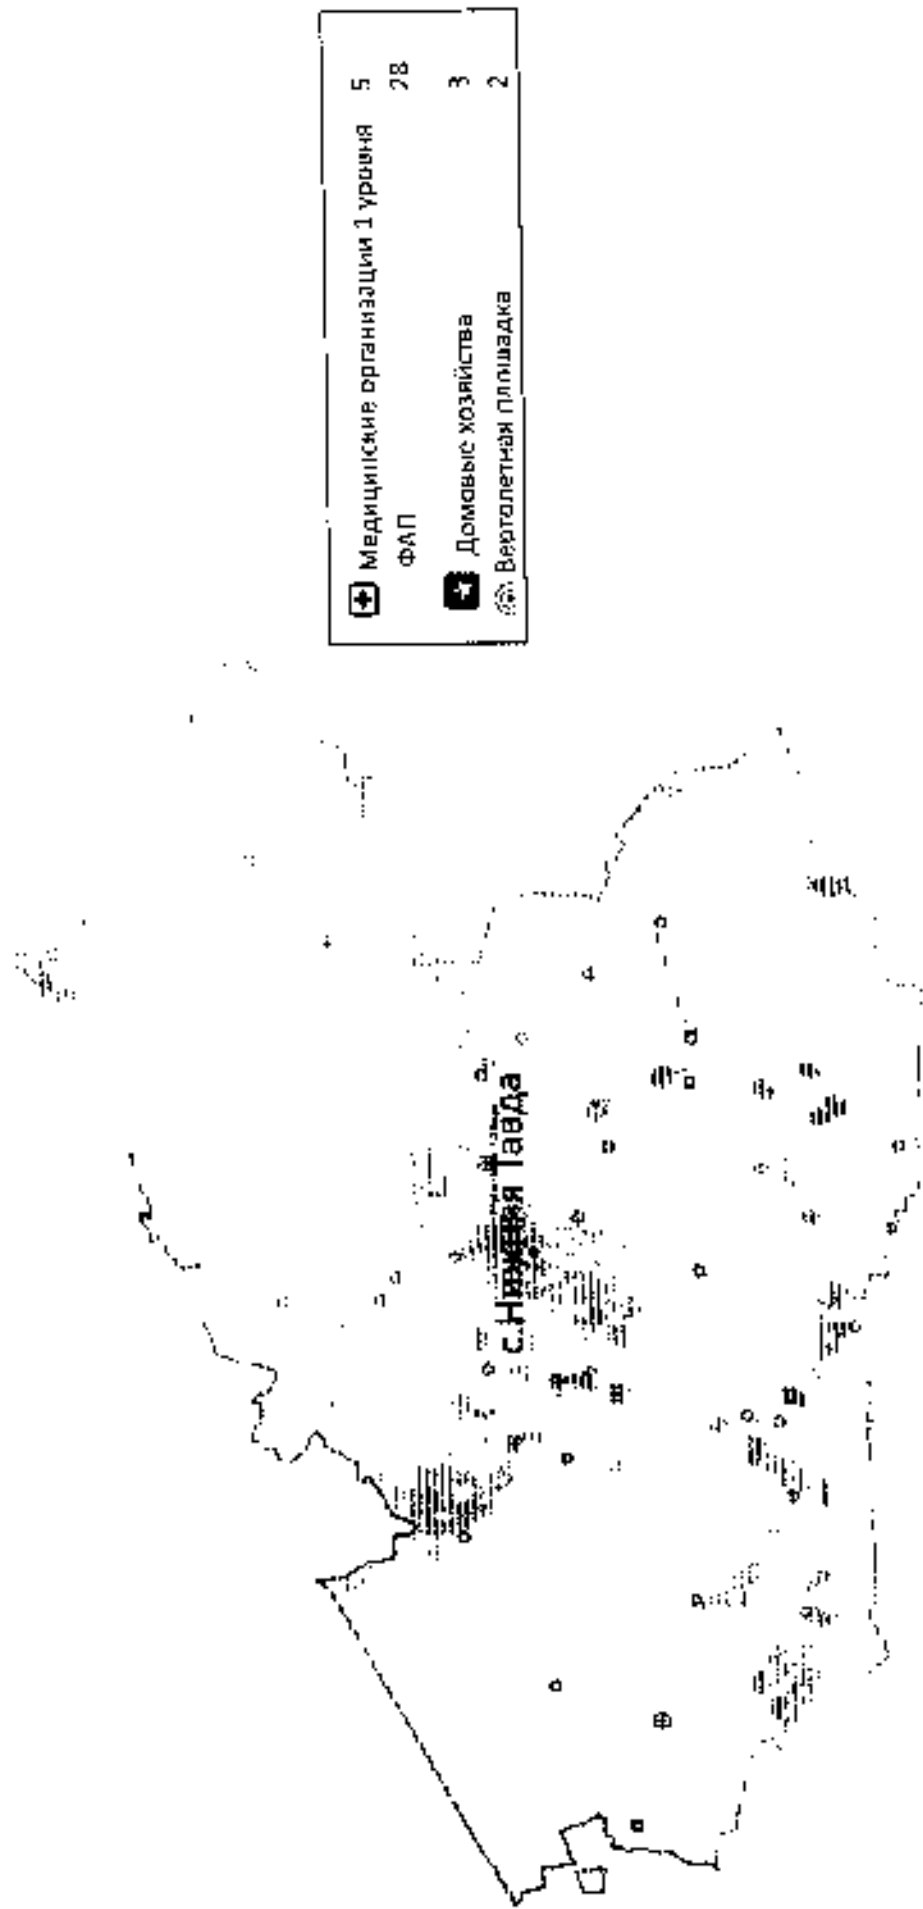 Медицинские организации 1 уровня 5
ФАП 28
Домовые хозяйства 3
Вертолетная площадка 2
с.Нижняя Тавда